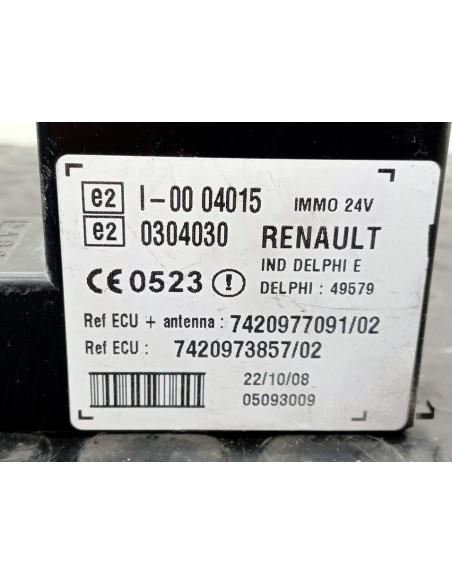 e2 I-00 04015 IMMO 24V
e2 0304030 RENAULT
IND DELPHI E
CE 0523 ! DELPHI : 49579
Ref ECU + antenna : 7420977091/02
Ref ECU : 7420973857/02
22/10/08
05093009